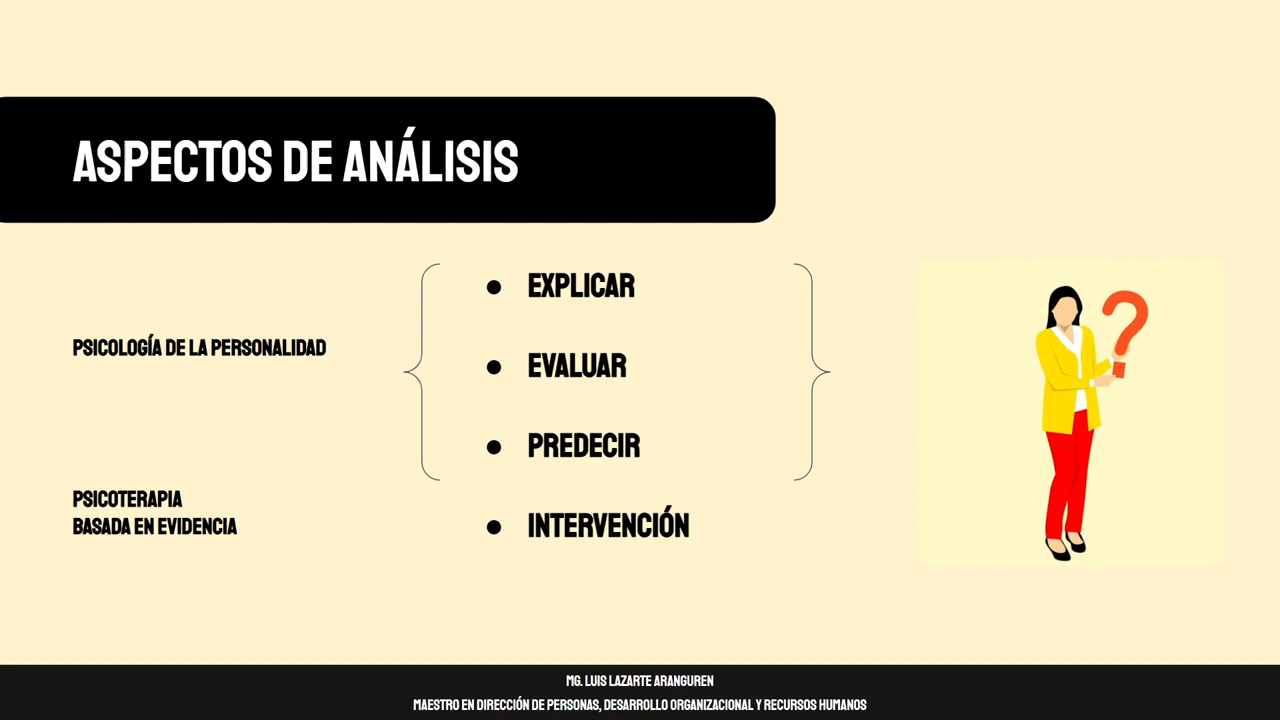 ASPECTOS DE ANÁLISIS
PSICOLOGÍA DE LA PERSONALIDAD
● EXPLICAR
● EVALUAR
● PREDECIR
PSICOTERAPIA
BASADA EN EVIDENCIA
● INTERVENCIÓN
MG. LUIS LAZARTE ARANGUREN
MAESTRO EN DIRECCIÓN DE PERSONAS, DESARROLLO ORGANIZACIONAL Y RECURSOS HUMANOS